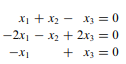 x₁ + x₂ − x₃ = 0
−2x₁ − x₂ + 2x₃ = 0
−x₁ + x₃ = 0